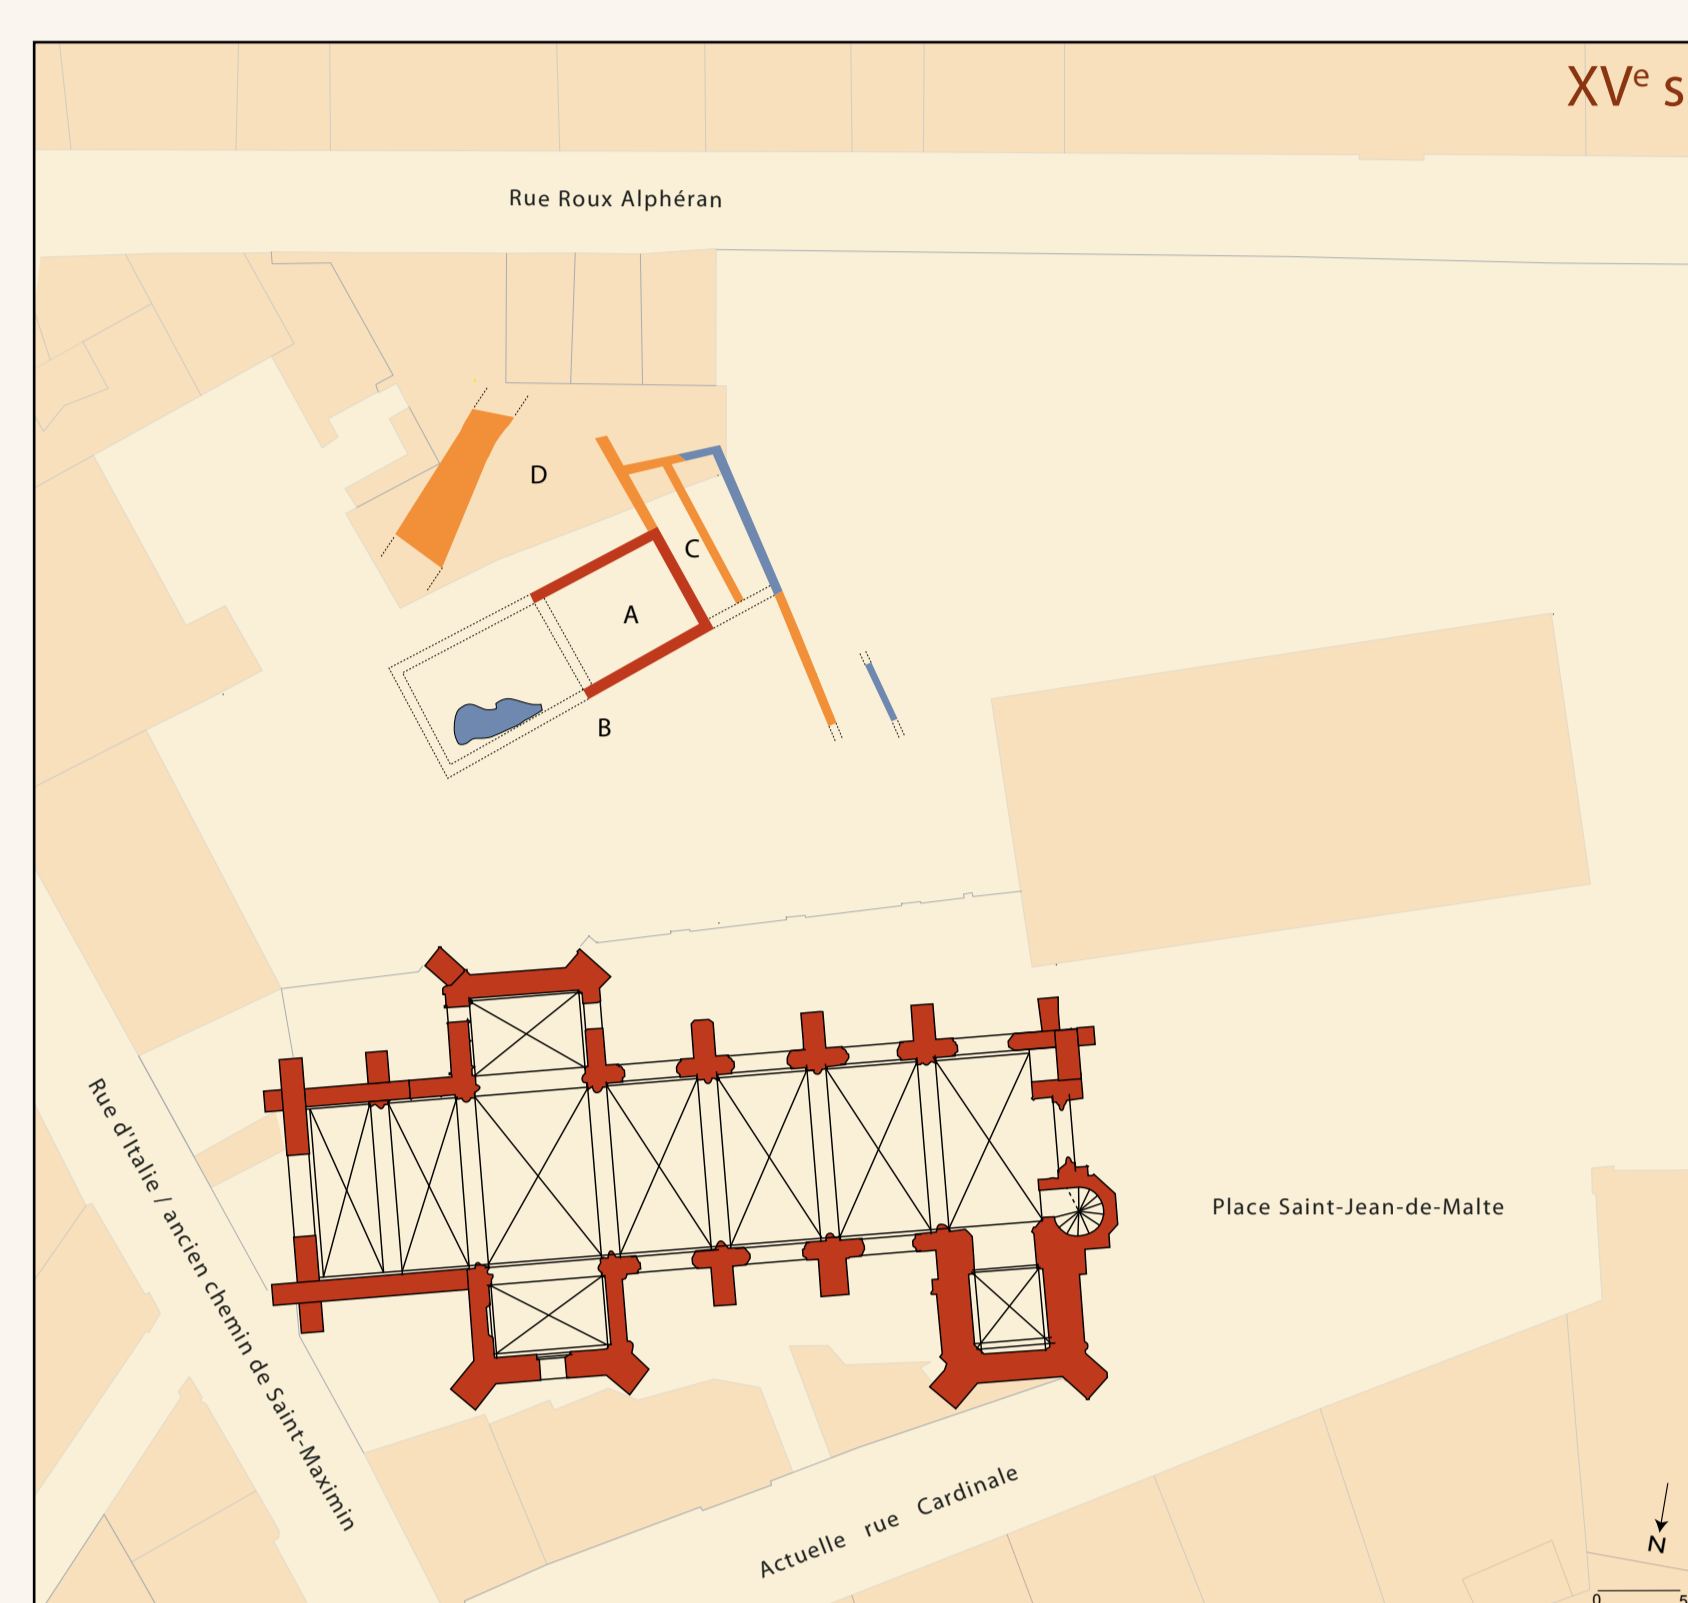 XVe s
Rue Roux Alphéran
D
C
A
B
Rue d'Italie / ancien chemin de Saint-Maximin
Place Saint-Jean-de-Malte
Actuelle rue Cardinale
N
0 5